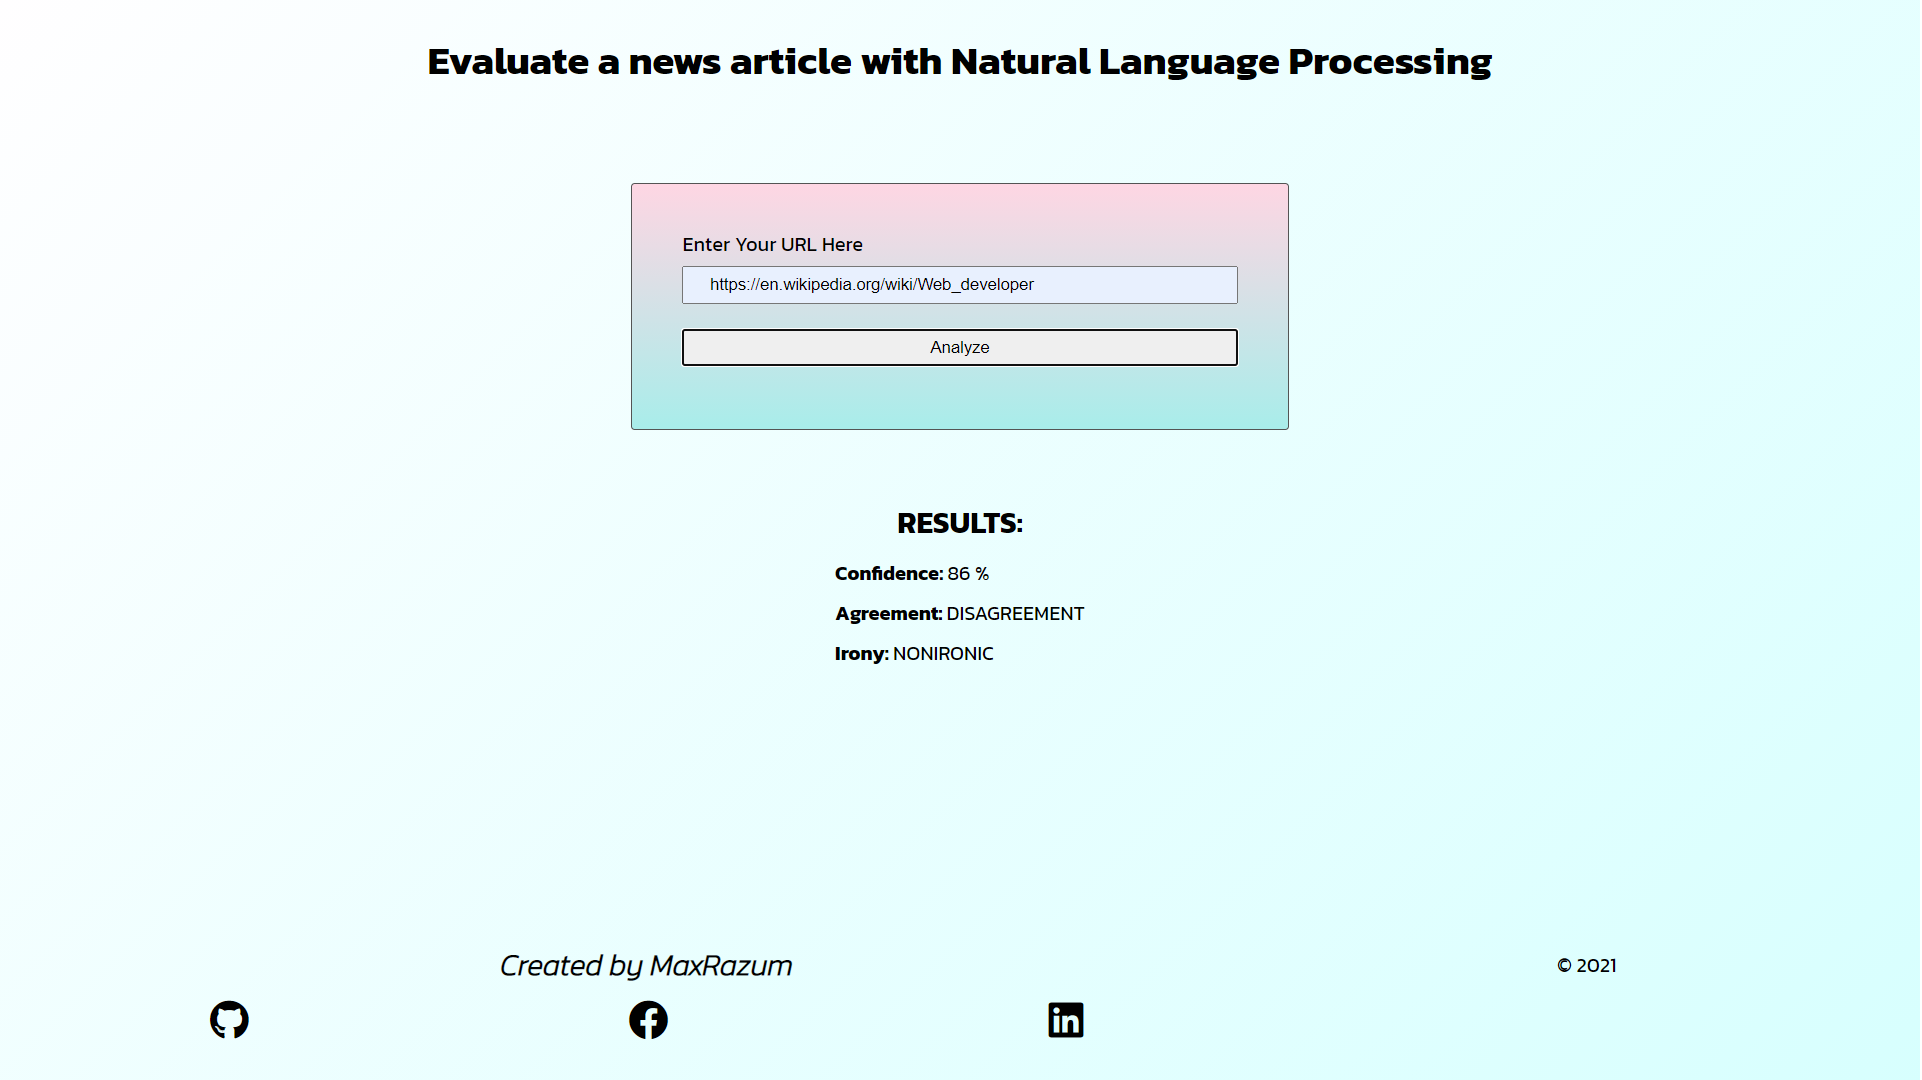 Evaluate a news article with Natural Language Processing
Enter Your URL Here
https://en.wikipedia.org/wiki/Web_developer
Analyze
RESULTS:
Confidence: 86 %
Agreement: DISAGREEMENT
Irony: NONIRONIC
Created by MaxRazum
© 2021
in